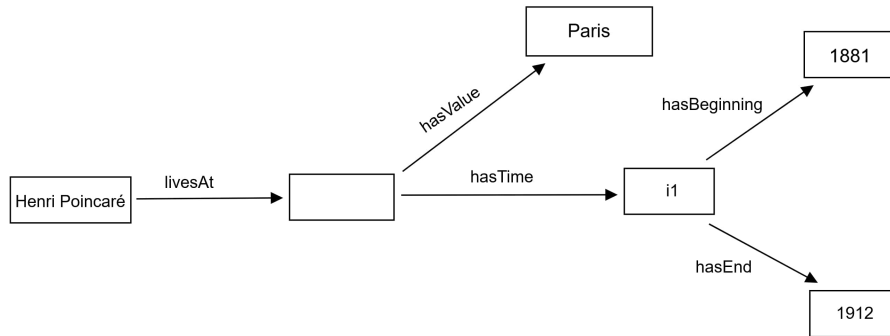 Paris
1881
hasValue
hasBeginning
livesAt
hasTime
Henri Poincaré
i1
hasEnd
1912